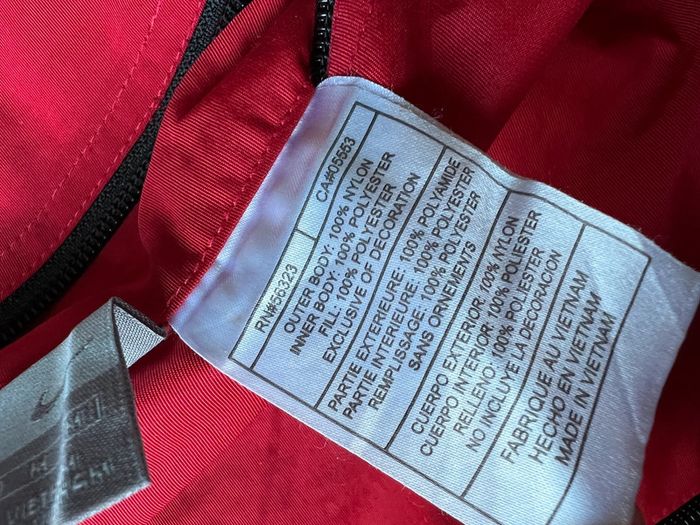 RN#56323
CA#05553
OUTER BODY: 100% NYLON
INNER BODY: 100% POLYESTER
FILL: 100% POLYESTER
EXCLUSIVE OF DECORATION
PARTIE EXTERIEURE: 100% POLYAMIDE
PARTIE INTERIEURE: 100% POLYESTER
REMPLISSAGE: 100% POLYESTER
SANS ORNEMENTS
CUERPO EXTERIOR: 100% NYLON
CUERPO INTERIOR: 100% POLIESTER
RELLENO: 100% POLIESTER
NO INCLUYE LA DECORACION
FABRIQUE AU VIETNAM
HECHO EN VIETNAM
MADE IN VIETNAM